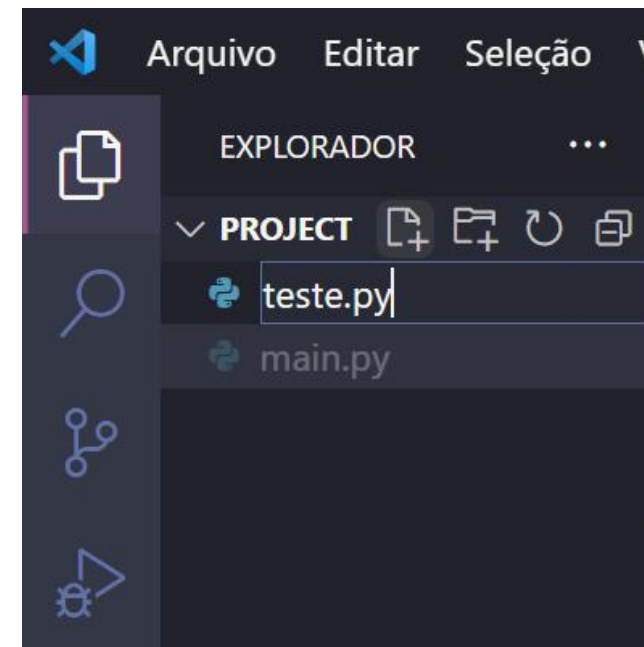 Arquivo Editar Seleção
EXPLORADOR ...
PROJECT
teste.py
main.py